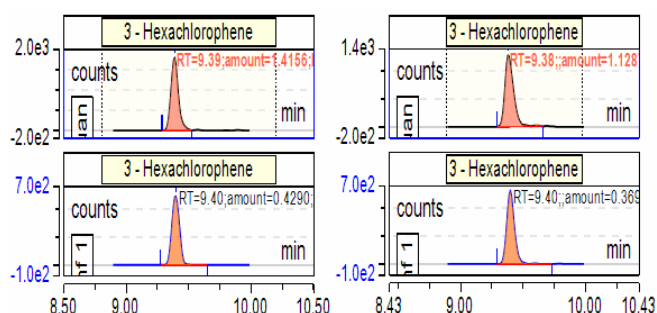 3 - Hexachlorophene
2.0e3
counts
RT=9.39;amount=1.4156;
min
-2.0e2
3 - Hexachlorophene
7.0e2
counts
RT=9.40;amount=0.4290;
min
-1.0e2
8.50 9.00 10.00 10.50
3 - Hexachlorophene
1.4e3
counts
RT=9.38;;amount=1.128
min
-2.0e2
3 - Hexachlorophene
7.0e2
counts
RT=9.40;;amount=0.369
min
-1.0e2
8.43 9.00 10.00 10.43